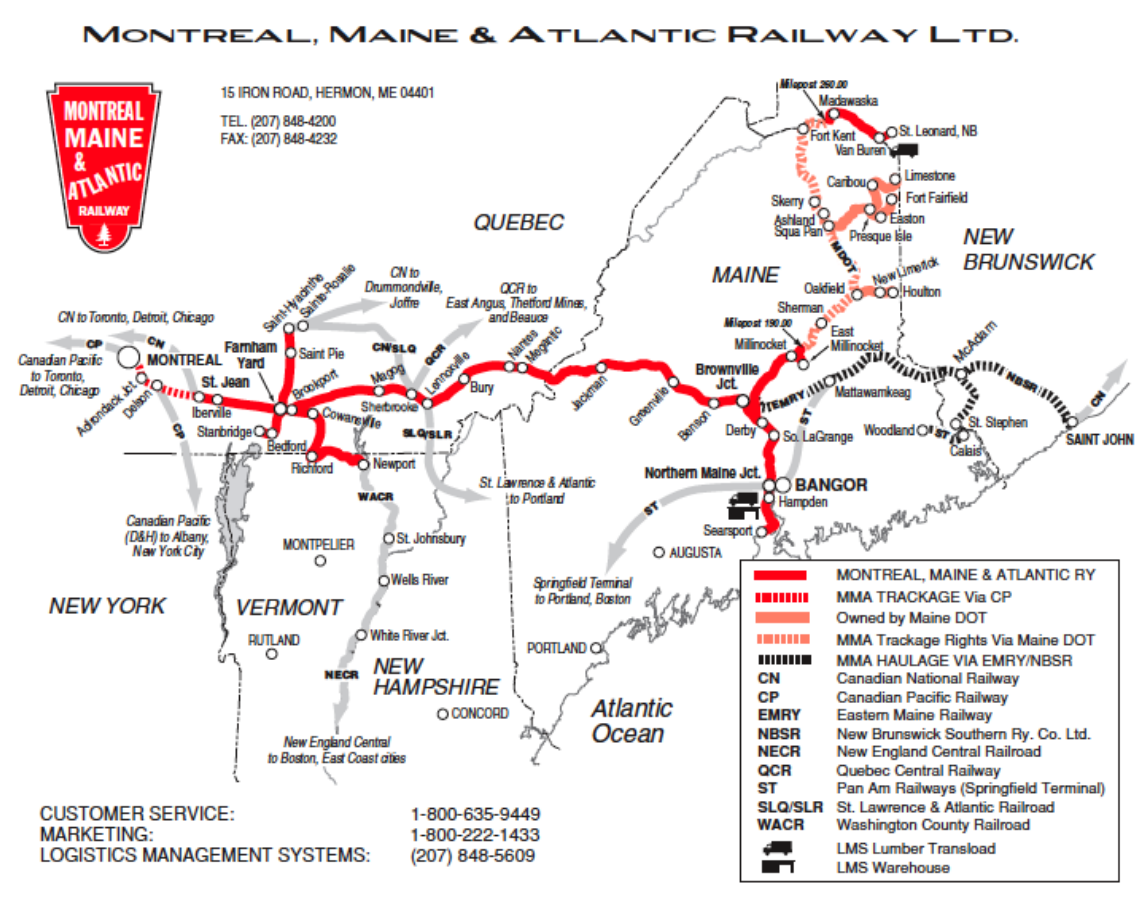 MONTREAL, MAINE & ATLANTIC RAILWAY LTD.
MONTREAL
MAINE
&
ATLANTIC
RAILWAY
15 IRON ROAD, HERMON, ME 04401
TEL. (207) 848-4200
FAX: (207) 848-4232
Milepost 260.00
Madawaska
Fort Kent
St. Leonard, NB
Van Buren
Limestone
Caribou
Fort Fairfield
Skerry
Ashland
Easton
Squa Pan
Presque Isle
QUEBEC
NEW
BRUNSWICK
MDOT
MAINE
New Limerick
Oakfield
Houlton
Sherman
Milepost 190.00
East
Millinocket
Millinocket
CN to
Drummondville,
Joffre
QCR to
East Angus, Thetford Mines,
and Beauce
Saint-Hyacinthe
Sainte-Rosalie
CN to Toronto, Detroit, Chicago
CP
CN
MONTREAL
Canadian Pacific
to Toronto,
Detroit, Chicago
Farnham
Yard
Saint Pie
CN/SLQ
QCR
Nantes
Megantic
McAdam
Adirondack Jct.
Delson
St. Jean
Iberville
Brookport
Magog
Lennoxville
Bury
Jackman
Greenville
Brownville
Jct.
EMRY
Mattawamkeag
NBSR
CN
Sherbrooke
Cowansville
Stanbridge
Bedford
CP
SLQ/SLR
Benson
Derby
ST
So. LaGrange
Woodland
ST
St. Stephen
Calais
SAINT JOHN
Richford
Newport
St. Lawrence & Atlantic
to Portland
Northern Maine Jct.
BANGOR
Hampden
WACR
ST
Searsport
Canadian Pacific
(D&H) to Albany,
New York City
MONTPELIER
St. Johnsbury
AUGUSTA
Wells River
Springfield Terminal
to Portland, Boston
NEW YORK
VERMONT
RUTLAND
White River Jct.
PORTLAND
NECR
NEW
HAMPSHIRE
CONCORD
Atlantic
Ocean
New England Central
to Boston, East Coast cities
MONTREAL, MAINE & ATLANTIC RY
MMA TRACKAGE Via CP
Owned by Maine DOT
MMA Trackage Rights Via Maine DOT
MMA HAULAGE VIA EMRY/NBSR
CN Canadian National Railway
CP Canadian Pacific Railway
EMRY Eastern Maine Railway
NBSR New Brunswick Southern Ry. Co. Ltd.
NECR New England Central Railroad
QCR Quebec Central Railway
ST Pan Am Railways (Springfield Terminal)
SLQ/SLR St. Lawrence & Atlantic Railroad
WACR Washington County Railroad
LMS Lumber Transload
LMS Warehouse
CUSTOMER SERVICE: 1-800-635-9449
MARKETING: 1-800-222-1433
LOGISTICS MANAGEMENT SYSTEMS: (207) 848-5609